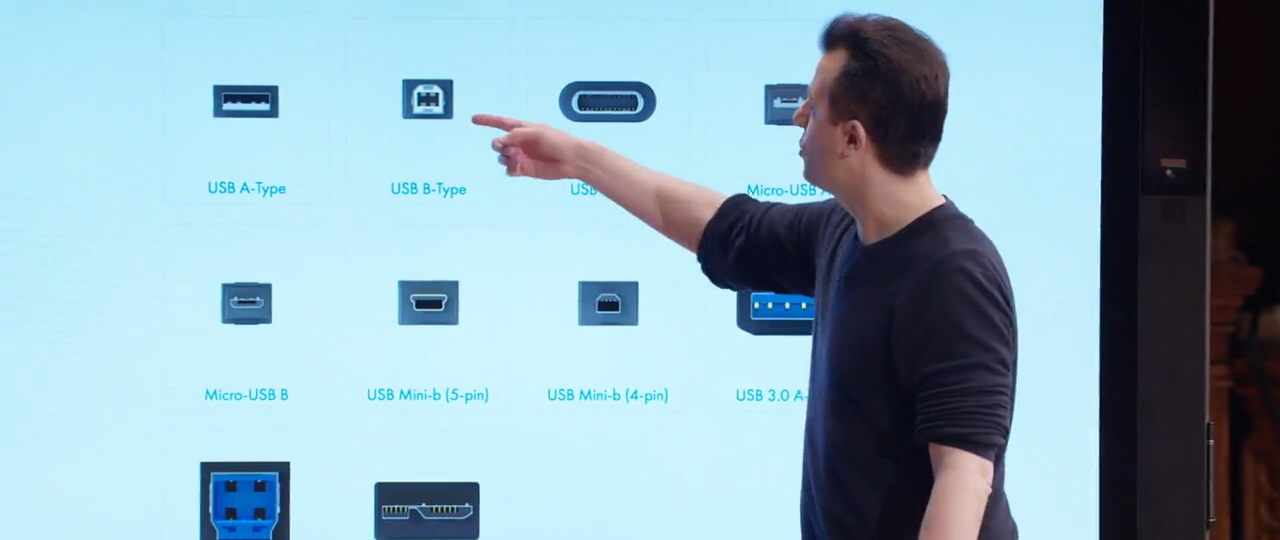 USB A-Type
USB B-Type
USB
Micro-USB
Micro-USB B
USB Mini-b (5-pin)
USB Mini-b (4-pin)
USB 3.0 A-